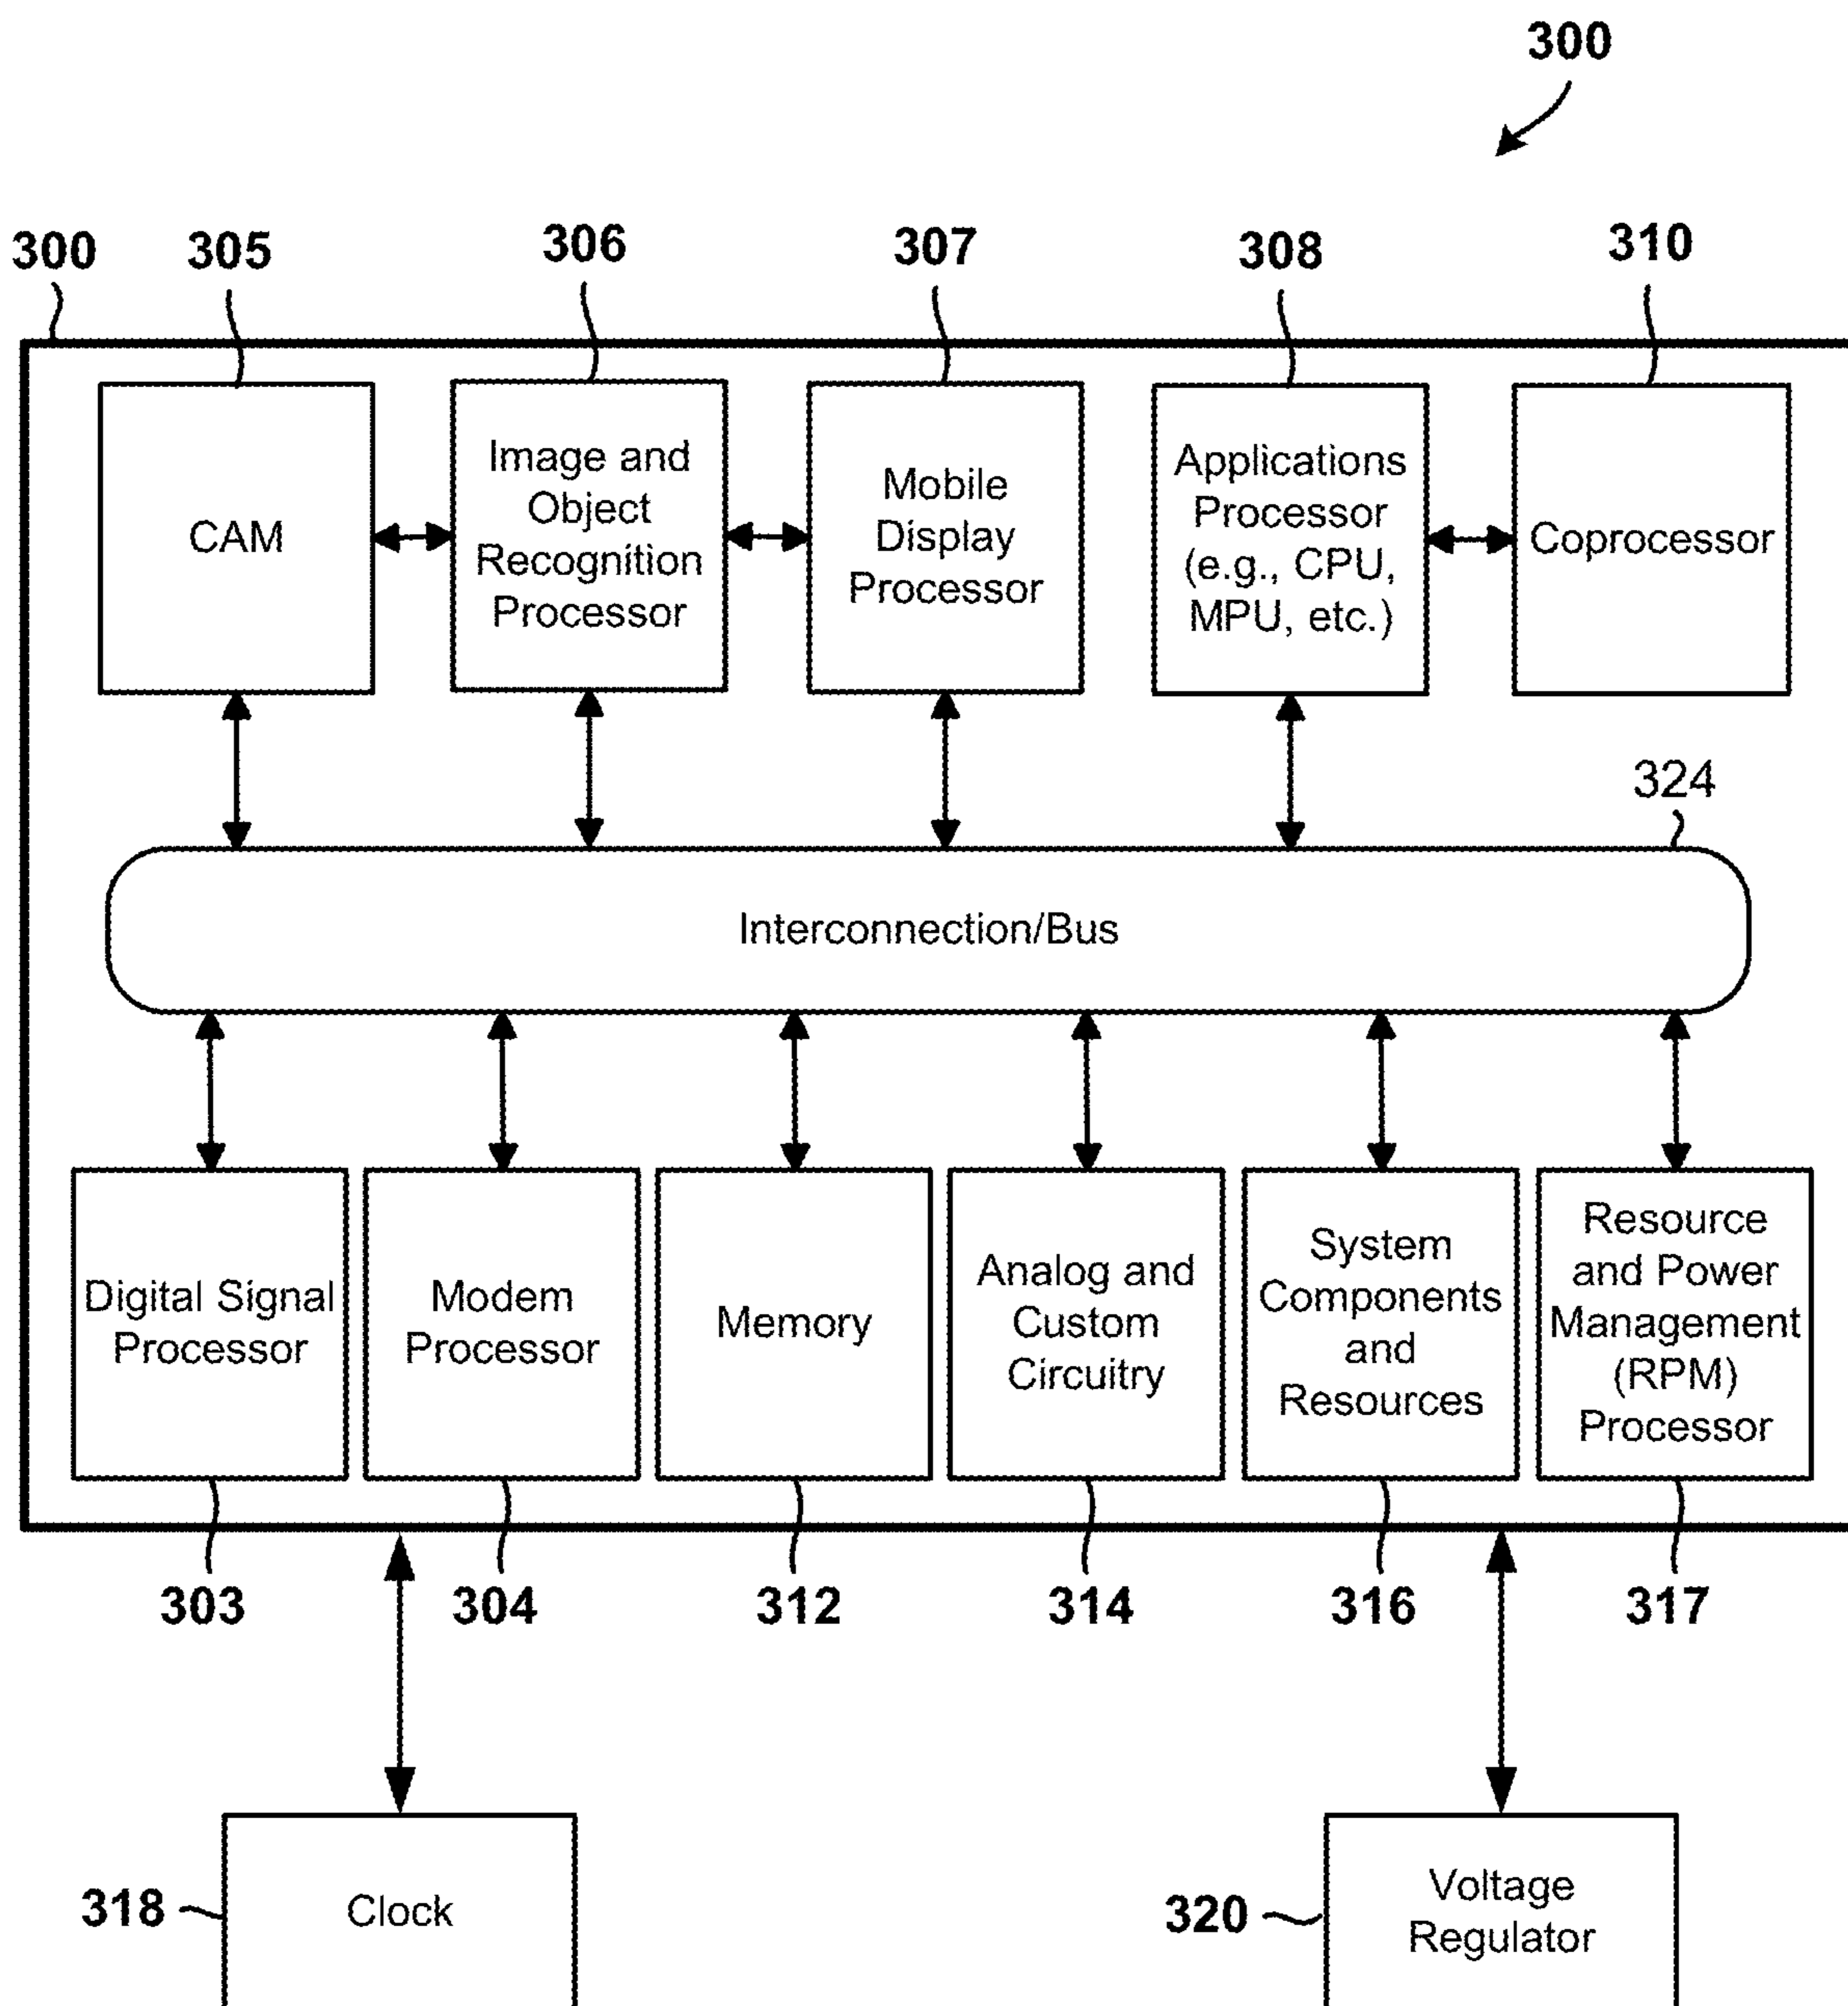 300
300
305
306
307
308
310
CAM
Image and
Object
Recognition
Processor
Mobile
Display
Processor
Applications
Processor
(e.g., CPU,
MPU, etc.)
Coprocessor
324
Interconnection/Bus
Digital Signal
Processor
Modem
Processor
Memory
Analog and
Custom
Circuitry
System
Components
and
Resources
Resource
and Power
Management
(RPM)
Processor
303
304
312
314
316
317
318
Clock
320
Voltage
Regulator